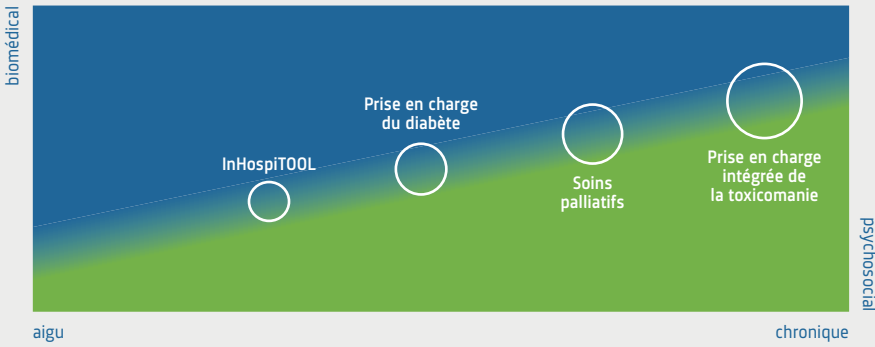 biomédical
Prise en charge
du diabète
InHospiTOOL
Soins
palliatifs
Prise en charge
intégrée de
la toxicomanie
psychosocial
aigu
chronique